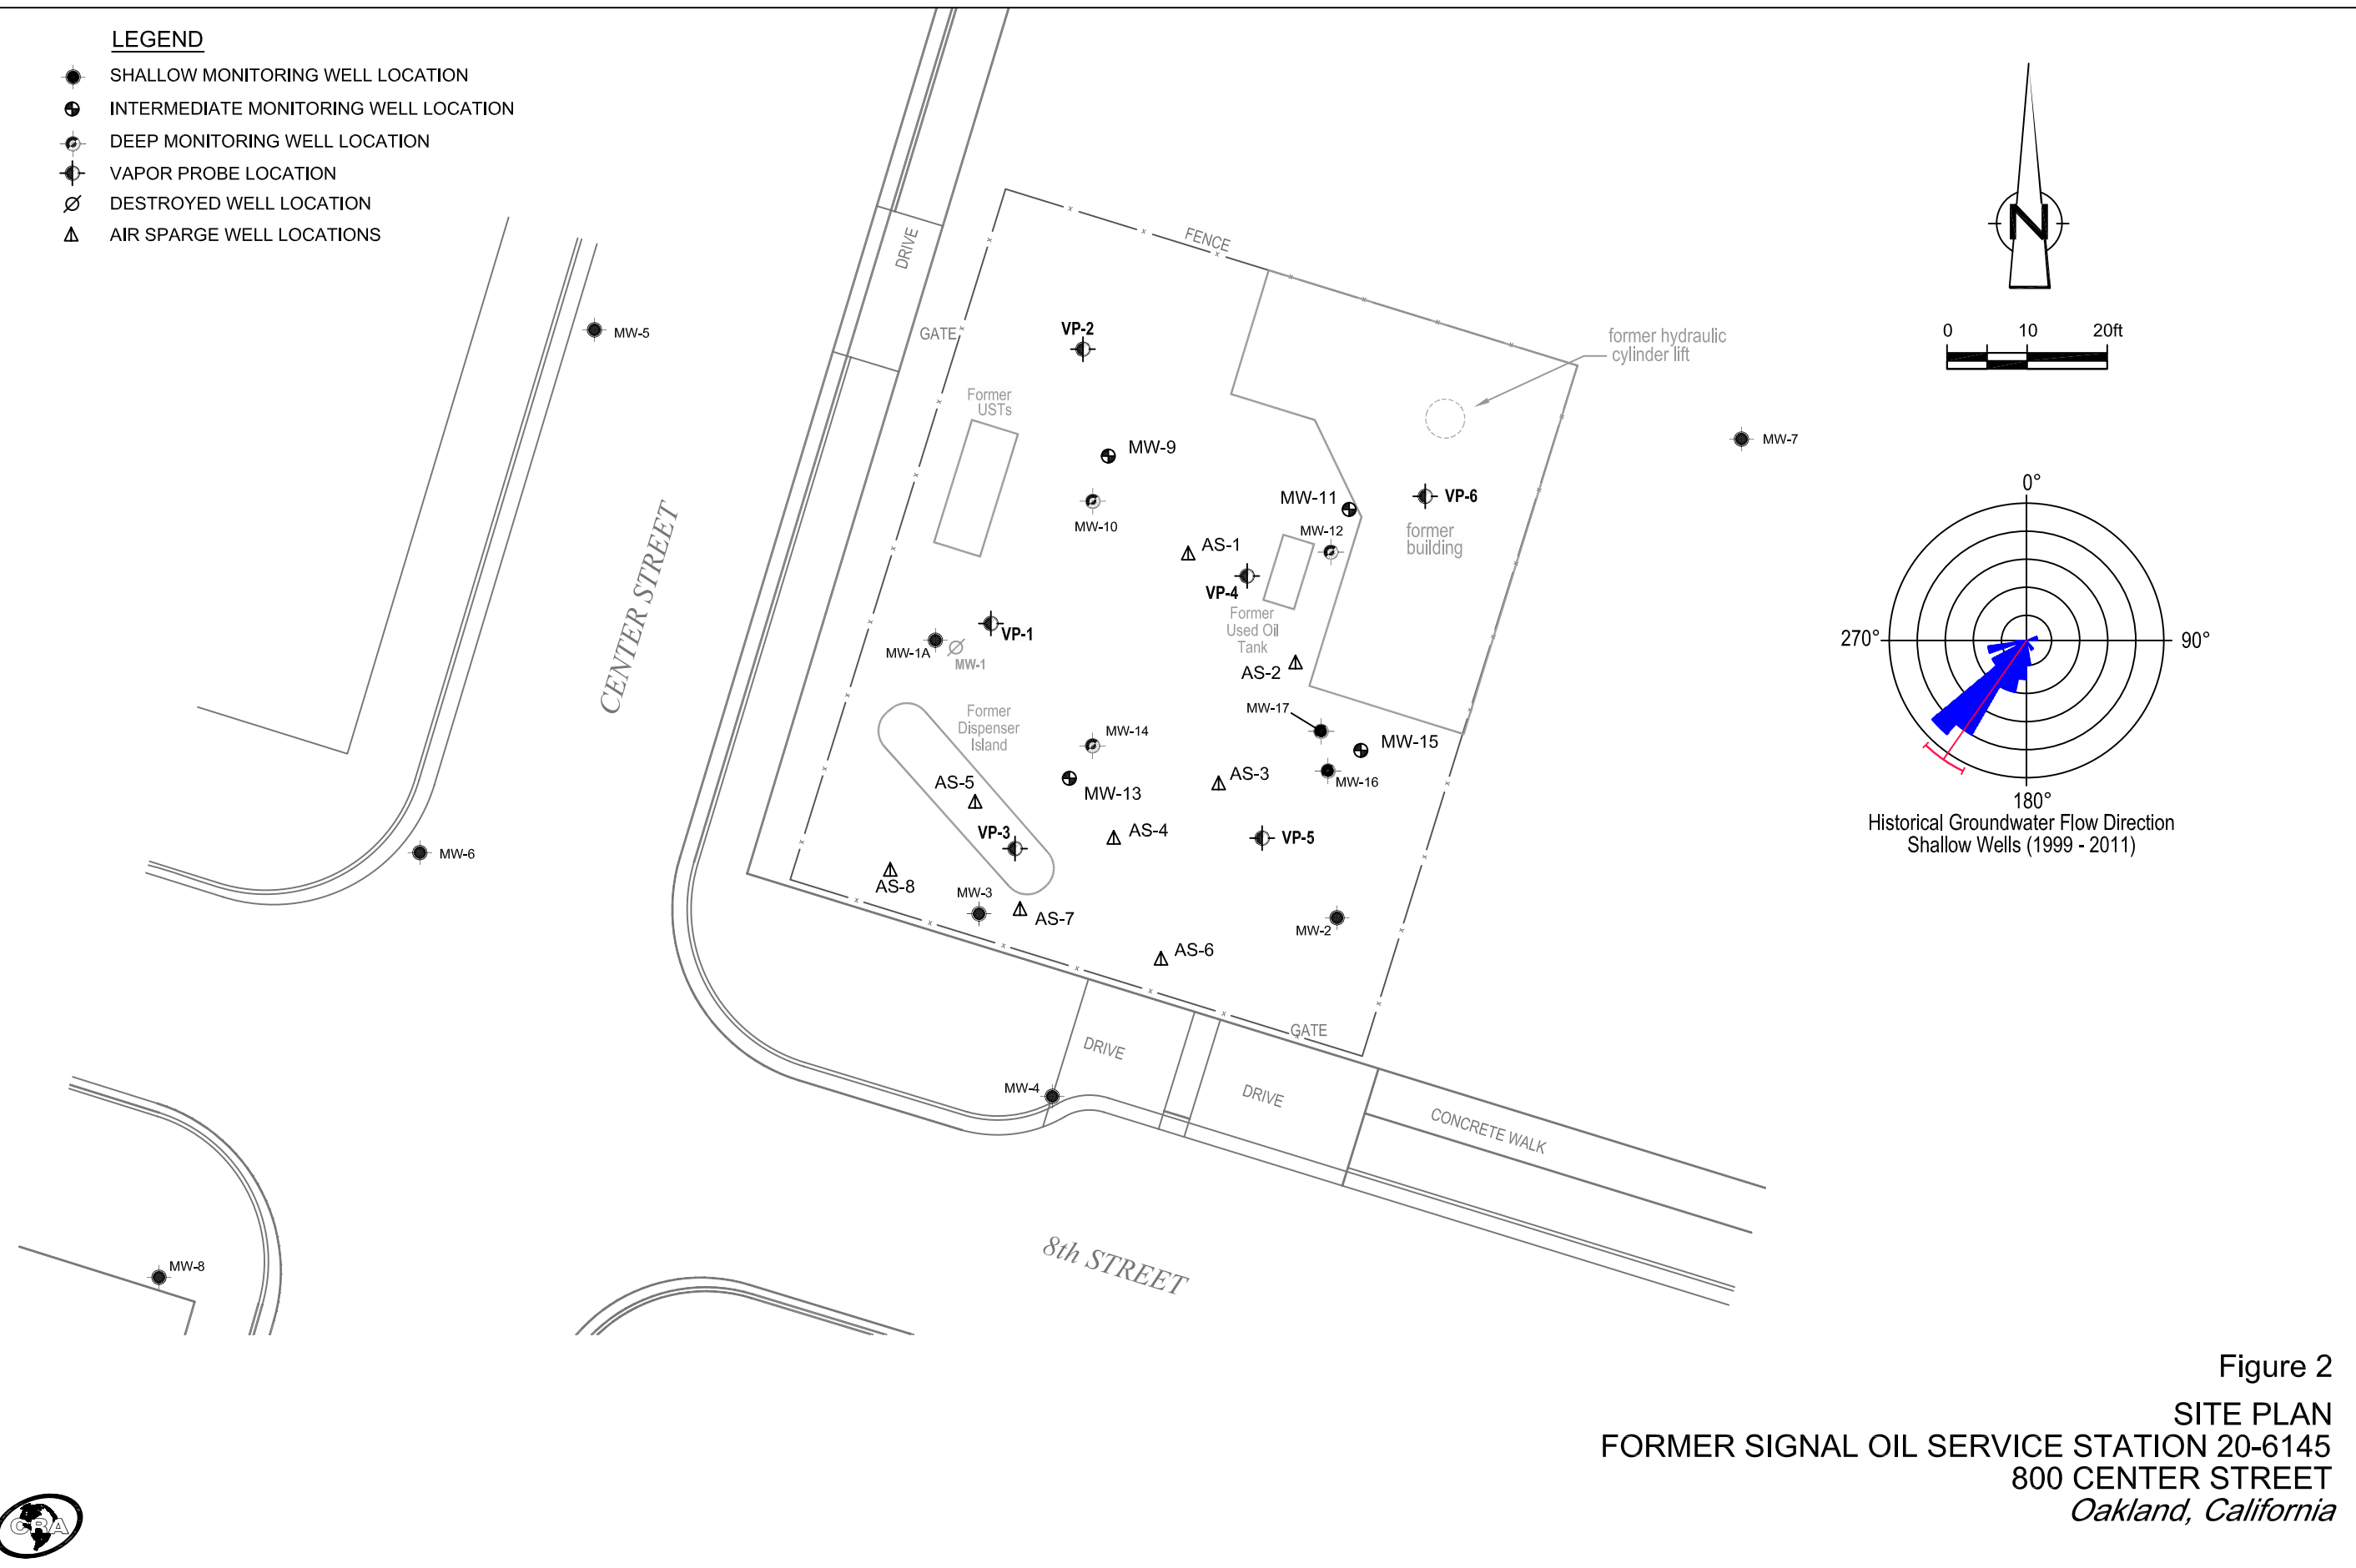 LEGEND
SHALLOW MONITORING WELL LOCATION
INTERMEDIATE MONITORING WELL LOCATION
DEEP MONITORING WELL LOCATION
VAPOR PROBE LOCATION
DESTROYED WELL LOCATION
AIR SPARGE WELL LOCATIONS
N
0 10 20ft
DRIVE
FENCE
GATE
MW-5
VP-2
former hydraulic
cylinder lift
Former
USTs
MW-9
MW-7
MW-10
MW-11
VP-6
MW-12
former
building
AS-1
VP-4
Former
Used Oil
Tank
AS-2
CENTER STREET
VP-1
MW-1A
MW-1
Former
Dispenser
Island
MW-14
MW-17
MW-15
MW-16
AS-3
AS-5
MW-13
VP-3
AS-4
VP-5
MW-6
AS-8
MW-3
AS-7
MW-2
AS-6
GATE
DRIVE
MW-4
DRIVE
CONCRETE WALK
8th STREET
MW-8
0°
270°
90°
180°
Historical Groundwater Flow Direction
Shallow Wells (1999 - 2011)
Figure 2
SITE PLAN
FORMER SIGNAL OIL SERVICE STATION 20-6145
800 CENTER STREET
Oakland, California
CRA